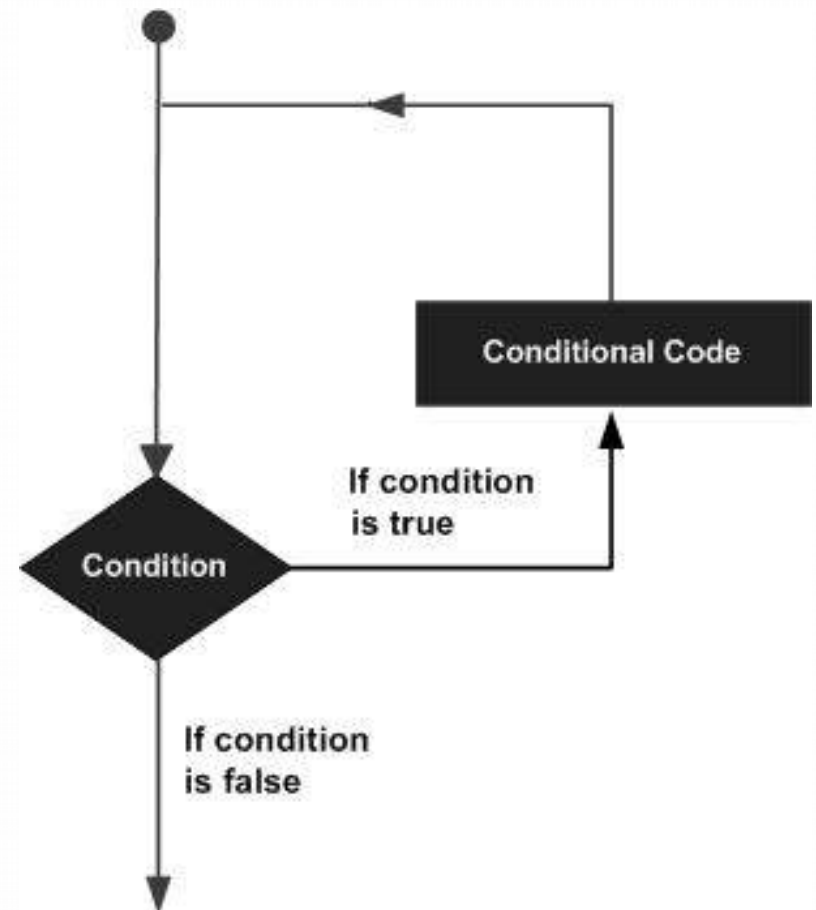 Conditional Code
If condition
is true
Condition
If condition
is false